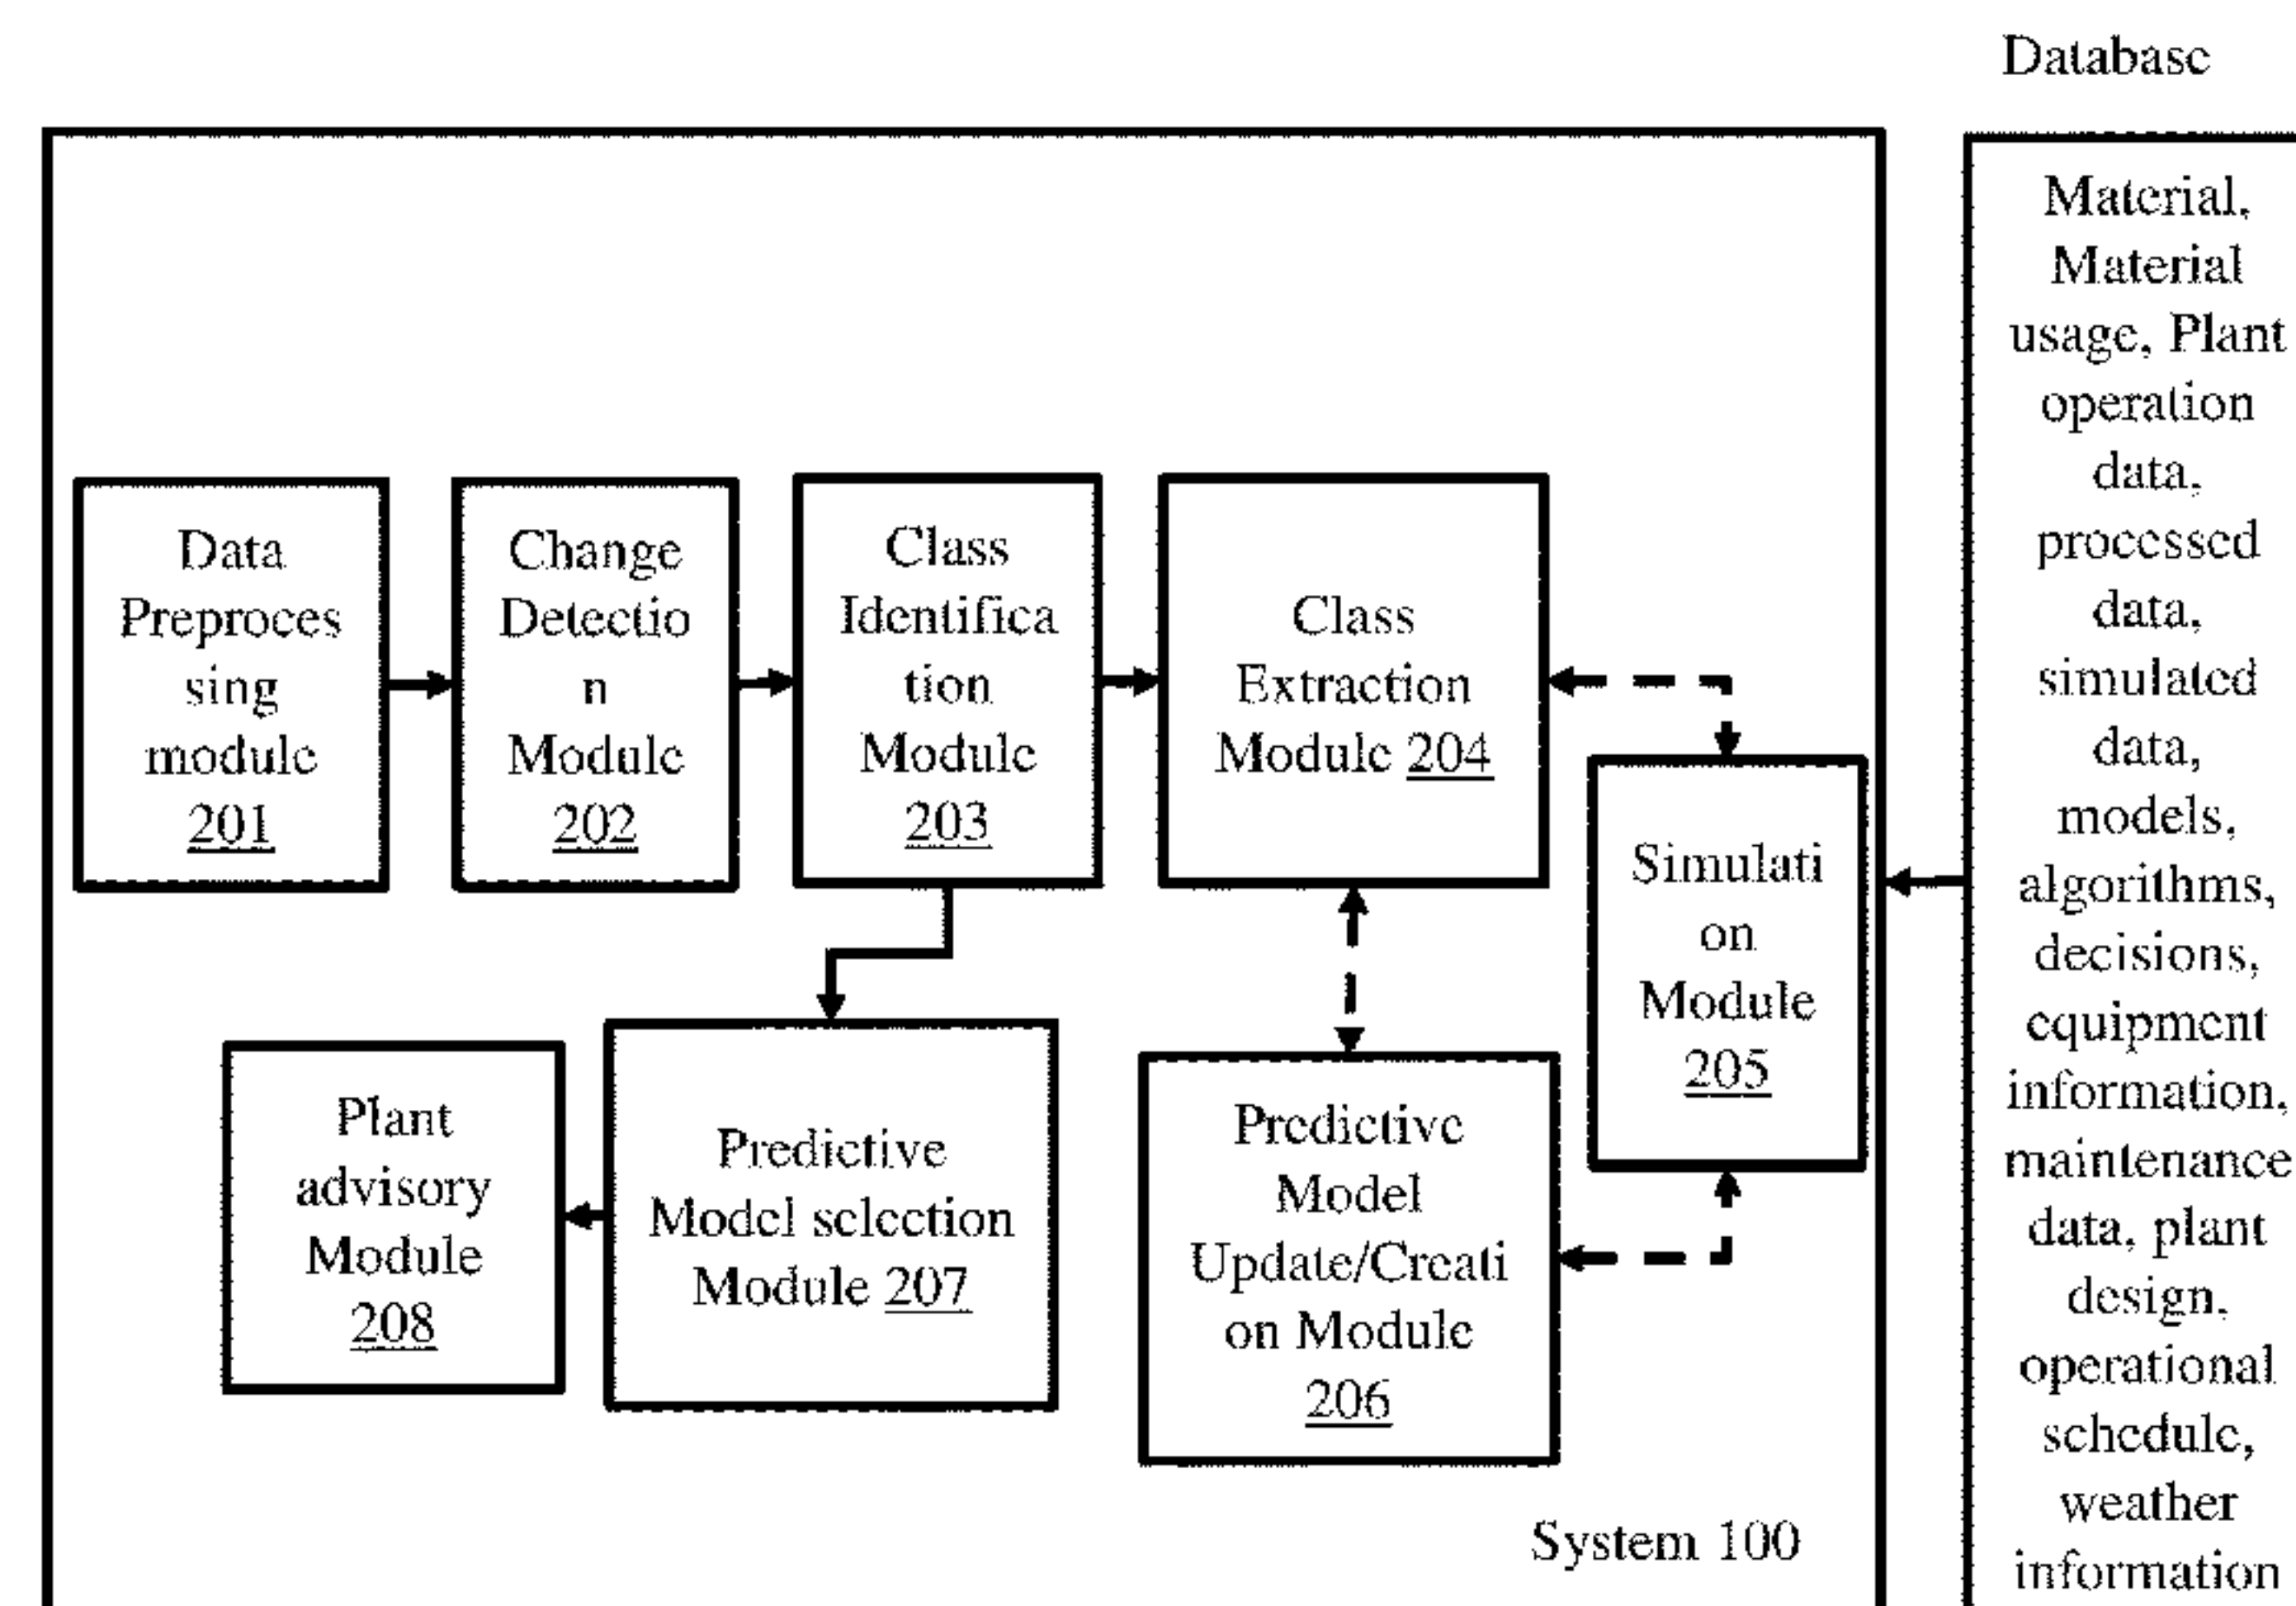 Database
Data
Preproces
sing
module
201
Change
Detectio
n
Module
202
Class
Identifica
tion
Module
203
Class
Extraction
Module 204
Simulati
on
Module
205
Predictive
Model
Update/Creati
on Module
206
Predictive
Model selection
Module 207
Plant
advisory
Module
208
System 100
Material,
Material
usage, Plant
operation
data,
processed
data,
simulated
data,
models,
algorithms,
decisions,
equipment
information,
maintenance
data, plant
design,
operational
schedule,
weather
information